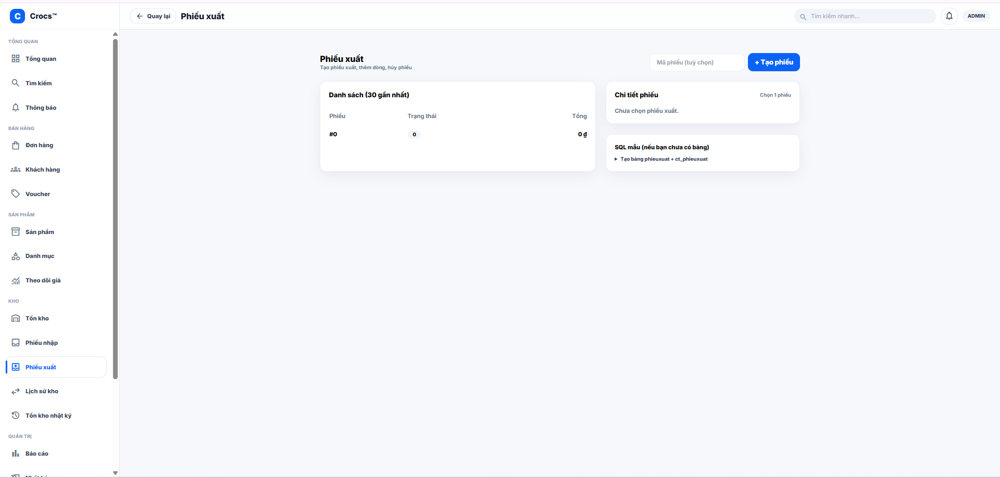 C Crocs™
← Quay lại Phiếu xuất
Tìm kiếm nhanh...
ADMIN
TỔNG QUAN
Tổng quan
Tìm kiếm
Thông báo
BÁN HÀNG
Đơn hàng
Khách hàng
Voucher
SẢN PHẨM
Sản phẩm
Danh mục
Theo dõi giá
KHO
Tồn kho
Phiếu nhập
Phiếu xuất
Lịch sử kho
Tồn kho nhật ký
QUẢN TRỊ
Báo cáo
Phiếu xuất
Tạo phiếu xuất, thêm dòng, hủy phiếu
Mã phiếu (tuỳ chọn)
+ Tạo phiếu
Danh sách (30 gần nhất)
Phiếu Trạng thái Tổng
#0 0 0 ₫
Chi tiết phiếu Chọn 1 phiếu
Chưa chọn phiếu xuất.
SQL mẫu (nếu bạn chưa có bảng)
Tạo bảng phieuxuat + ct_phieuxuat